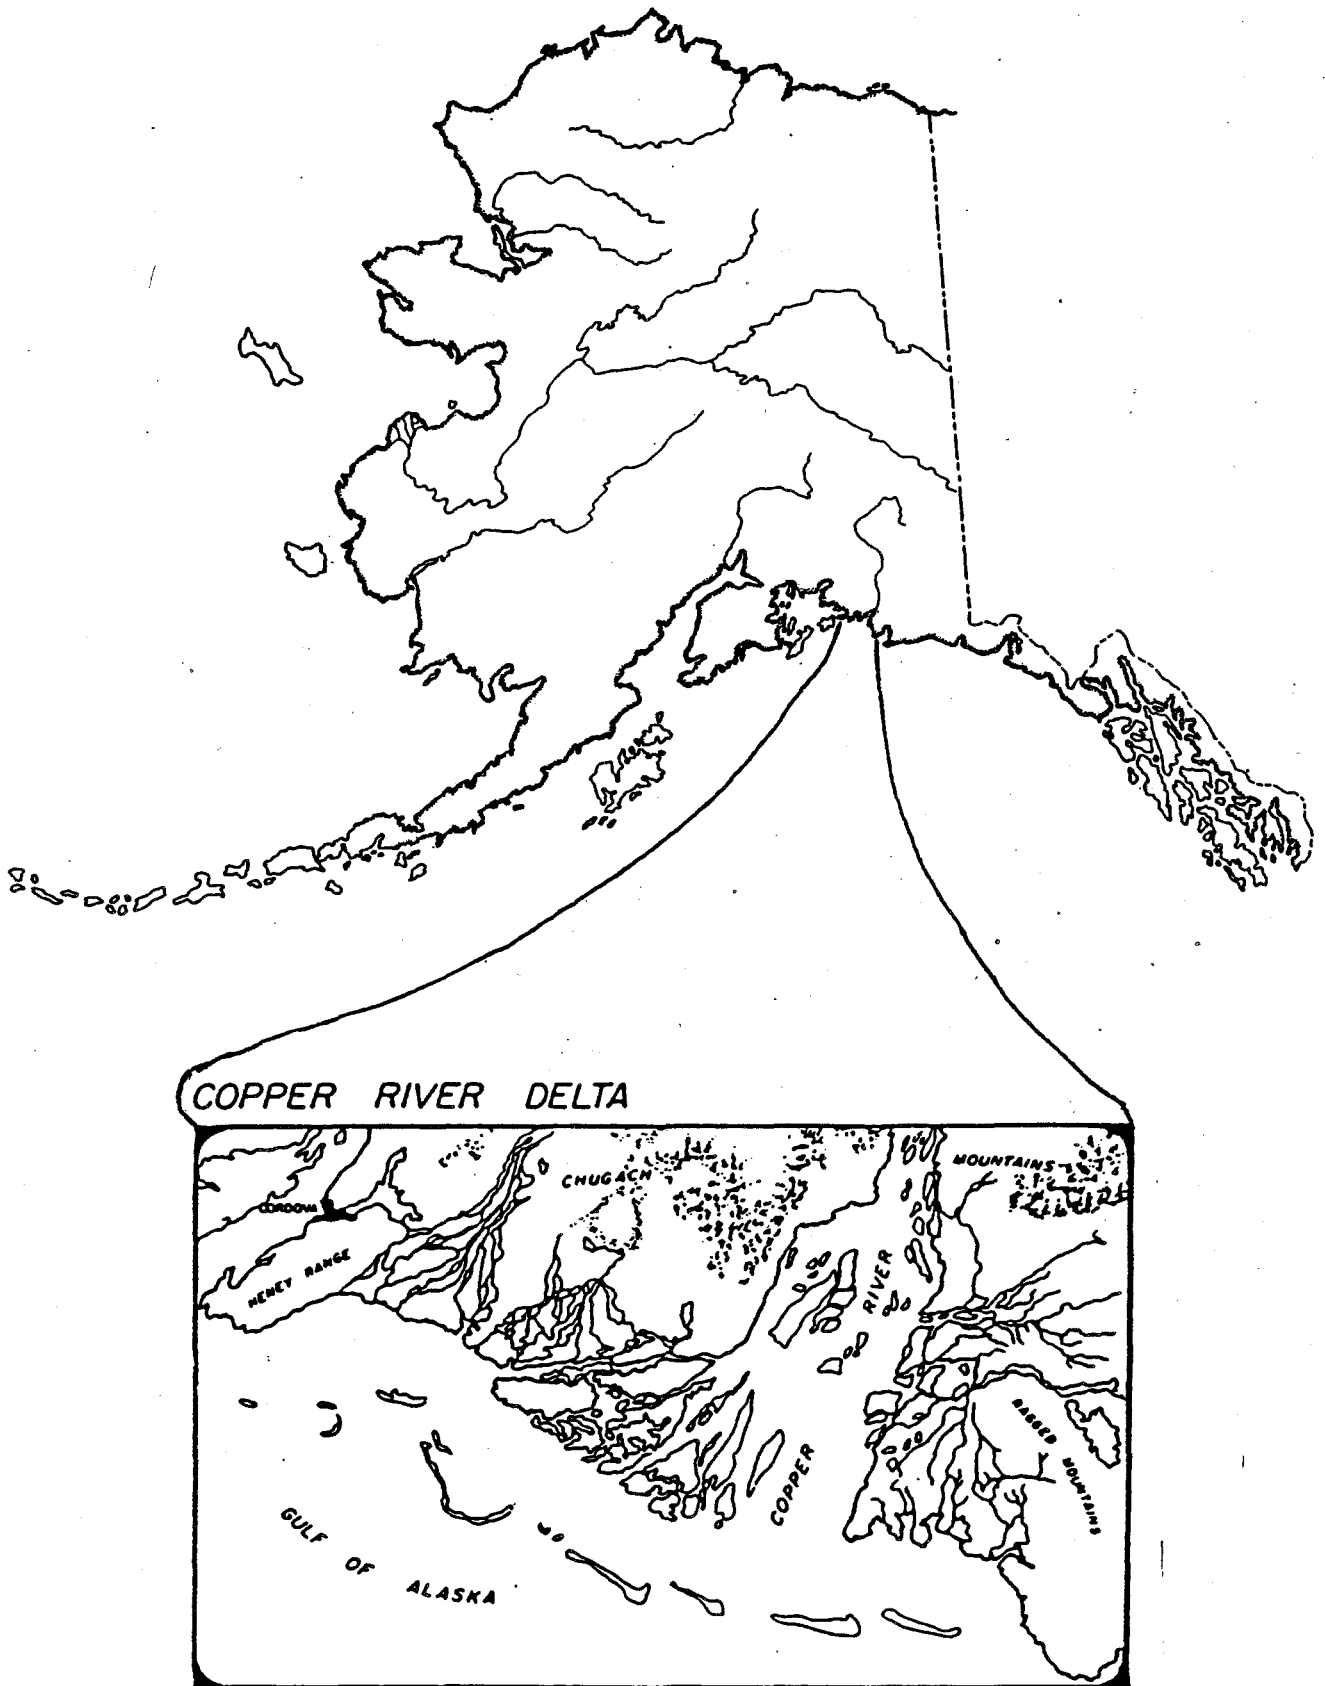 COPPER RIVER DELTA
CHUGACH
MOUNTAINS
CORDOVA
HENEY RANGE
COPPER RIVER
RAGGED MOUNTAINS
GULF OF ALASKA